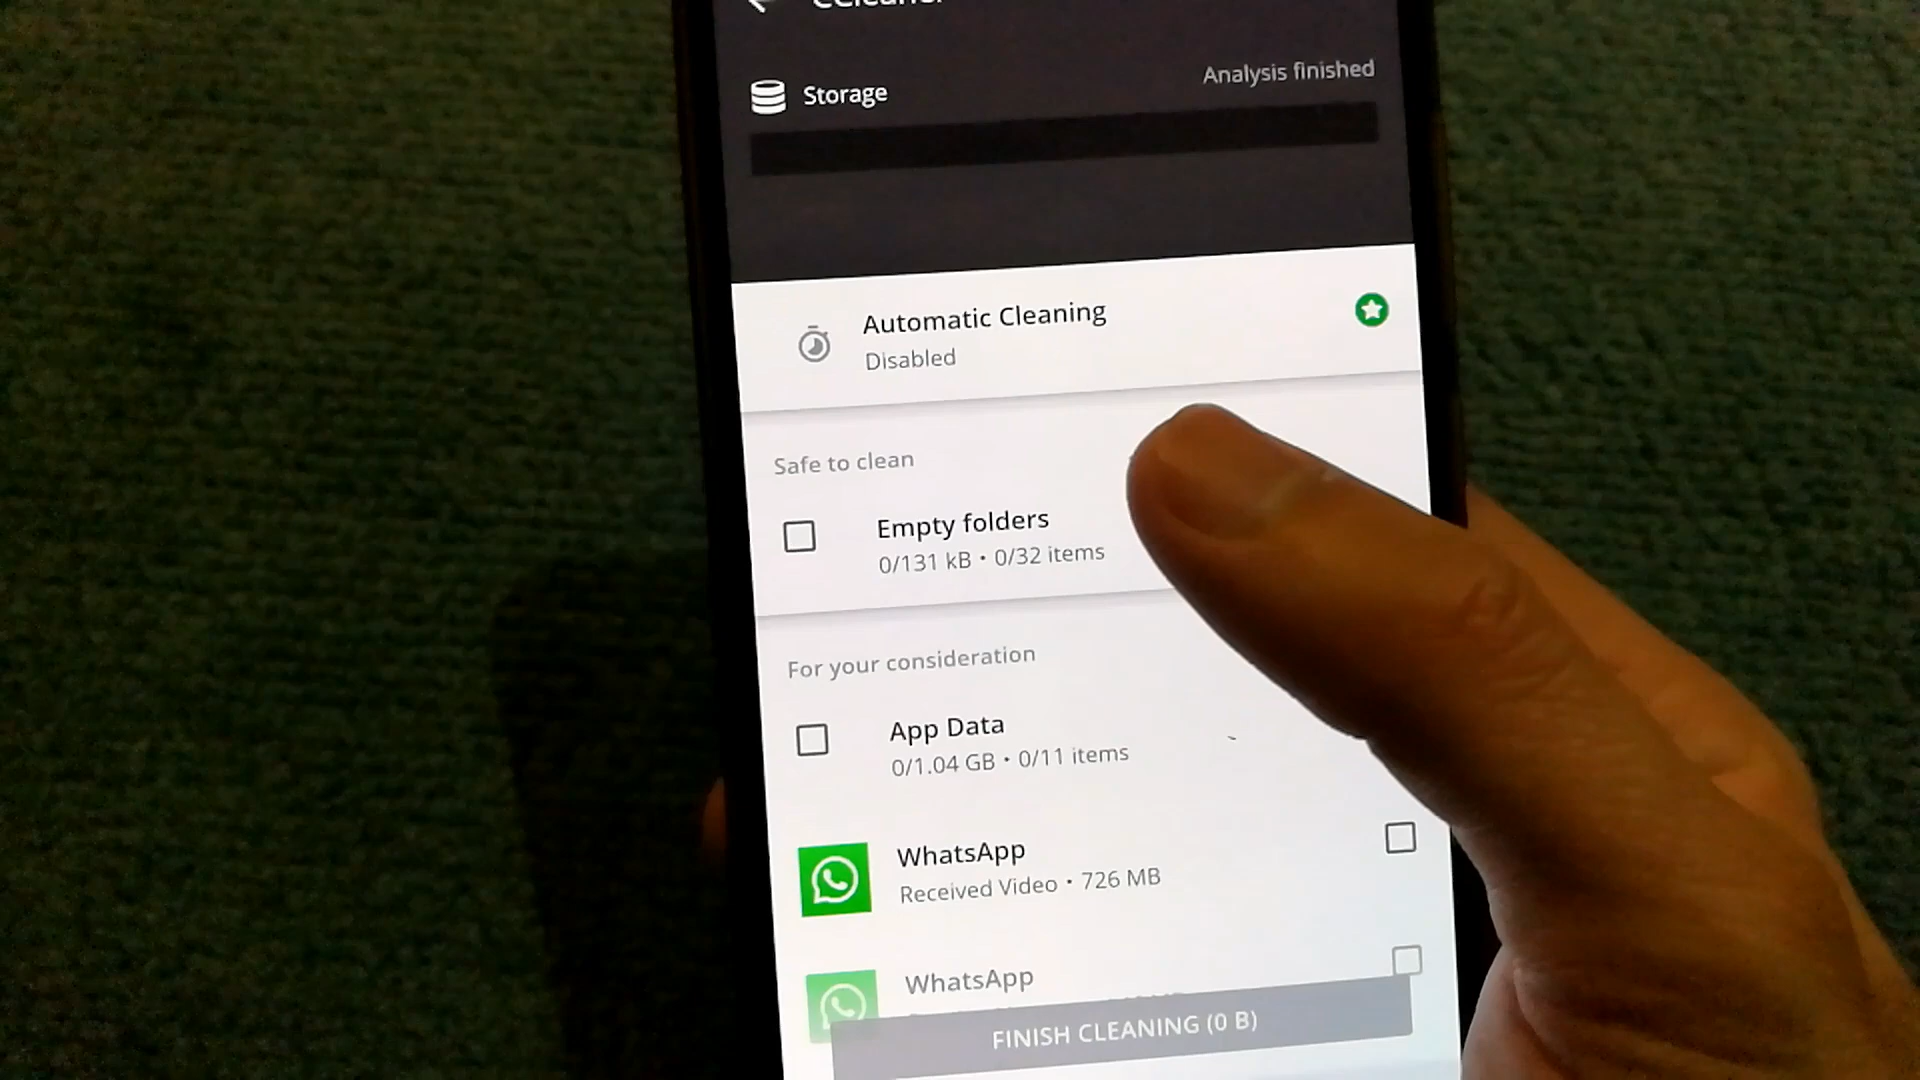 CCleaner
Storage
Analysis finished
Automatic Cleaning
Disabled
Safe to clean
Empty folders
0/131 kB • 0/32 items
For your consideration
App Data
0/1.04 GB • 0/11 items
WhatsApp
Received Video • 726 MB
WhatsApp
FINISH CLEANING (0 B)